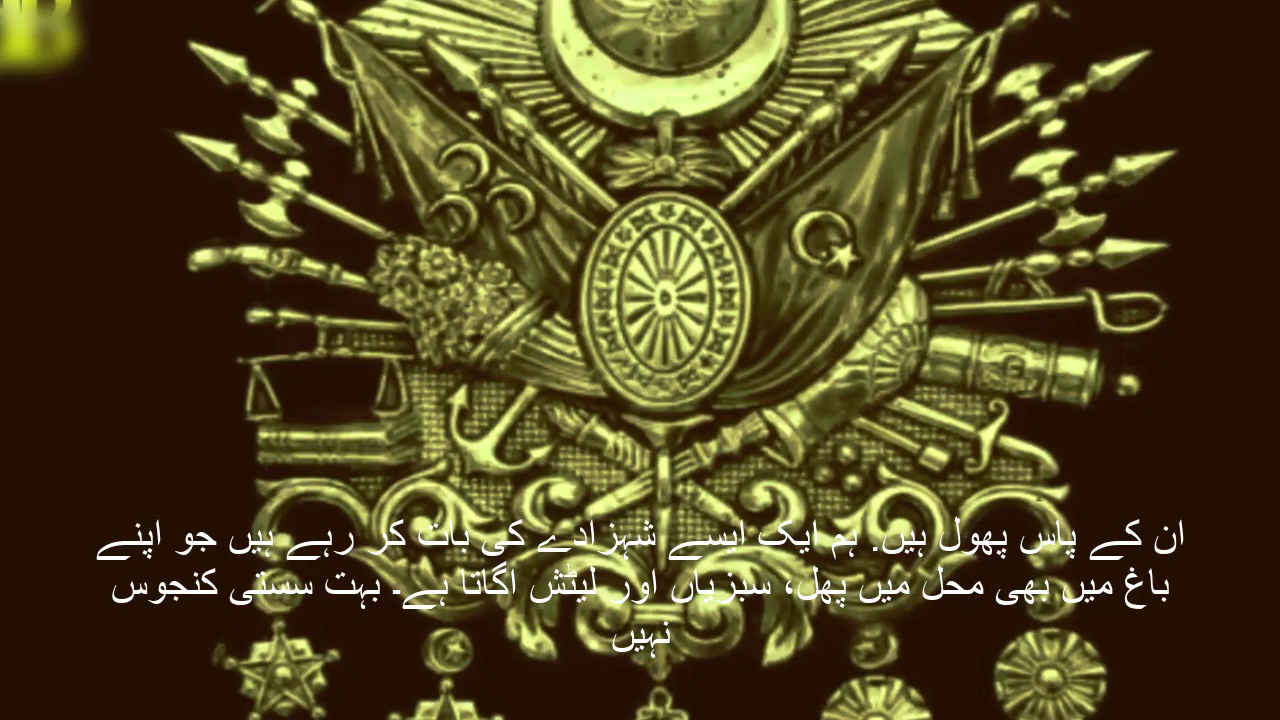 ان کے پاس پھول ہیں۔ ہم ایک ایسے شہزادے کی بات کر رہے ہیں جو اپنے
باغ میں بھی محل میں پھل، سبزیاں اور لیٹش اگاتا ہے۔ بہت سستی کنجوس
نہیں